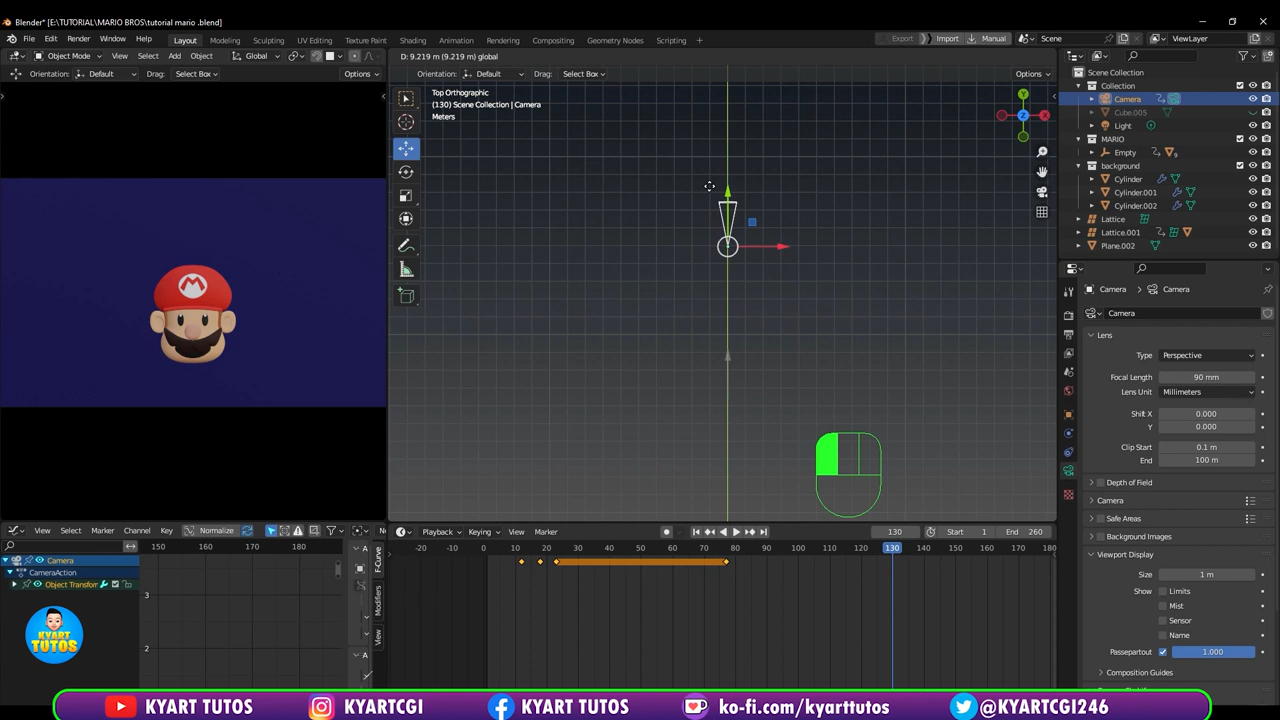 Blender* [E:\TUTORIAL\MARIO BROS\tutorial mario .blend]
File Edit Render Window Help Layout Modeling Sculpting UV Editing Texture Paint Shading Animation Rendering Compositing Geometry Nodes Scripting + Export Import Manual Scene ViewLayer
Object Mode View Select Add Object Global D: 9.219 m (9.219 m) global
Orientation: Default Drag: Select Box Options Orientation: Default Drag: Select Box Options
Scene Collection
Collection
Camera
Cube.005
Light
MARIO
Empty 9
background
Cylinder
Cylinder.001
Cylinder.002
Lattice
Lattice.001
Plane.002
Top Orthographic
(130) Scene Collection | Camera
Meters
Y
Z
X
M
Camera > Camera
Camera
Lens
Type Perspective
Focal Length 90 mm
Lens Unit Millimeters
Shift X 0.000
Y 0.000
Clip Start 0.1 m
End 100 m
Depth of Field
Camera
Safe Areas
Background Images
Viewport Display
Size 1 m
Show Limits
Mist
Sensor
Name
Passepartout 1.000
Composition Guides
View Select Marker Channel Key Normalize Playback Keying View Marker 130 Start 1 End 260
150 160 170 180
-20 -10 0 10 20 30 40 50 60 70 80 90 100 110 120 130 140 150 160 170 180
Camera
CameraAction
Object Transfom
3
2
F-Curve
Modifiers
View
KYART
TUTOS
KYART TUTOS KYARTCGI KYART TUTOS ko-fi.com/kyarttutos @KYARTCGI246